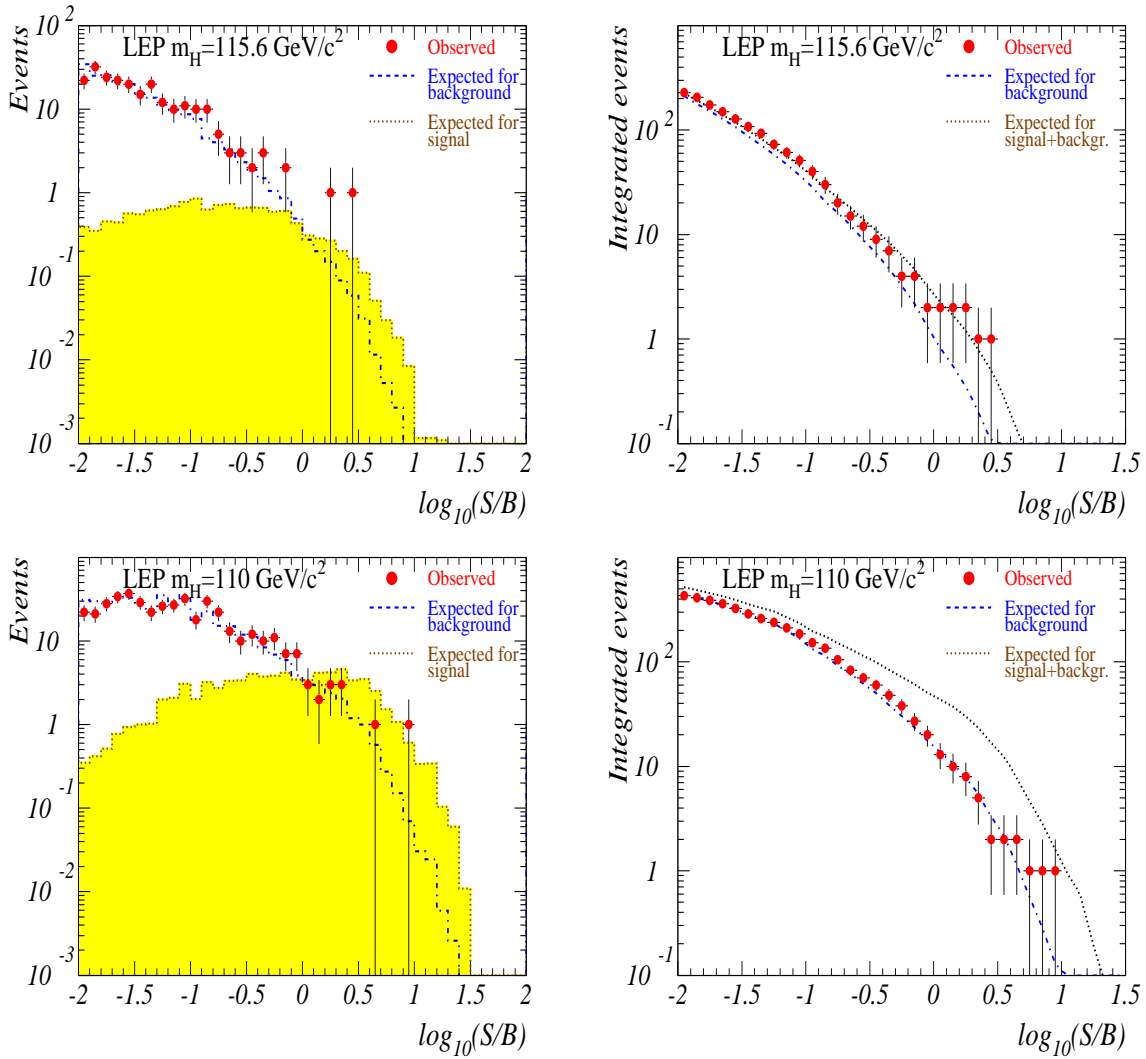 LEP m_H=115.6 GeV/c^2
Observed
Expected for
background
Expected for
signal
Events
10^2
10
1
10^-1
10^-2
10^-3
-2 -1.5 -1 -0.5 0 0.5 1 1.5 2
log_10(S/B)
LEP m_H=115.6 GeV/c^2
Observed
Expected for
background
Expected for
signal+backgr.
Integrated events
10^2
10
1
10^-1
-2 -1.5 -1 -0.5 0 0.5 1 1.5
log_10(S/B)
LEP m_H=110 GeV/c^2
Observed
Expected for
background
Expected for
signal
Events
10
1
10^-1
10^-2
10^-3
-2 -1.5 -1 -0.5 0 0.5 1 1.5 2
log_10(S/B)
LEP m_H=110 GeV/c^2
Observed
Expected for
background
Expected for
signal+backgr.
Integrated events
10^2
10
1
10^-1
-2 -1.5 -1 -0.5 0 0.5 1 1.5
log_10(S/B)